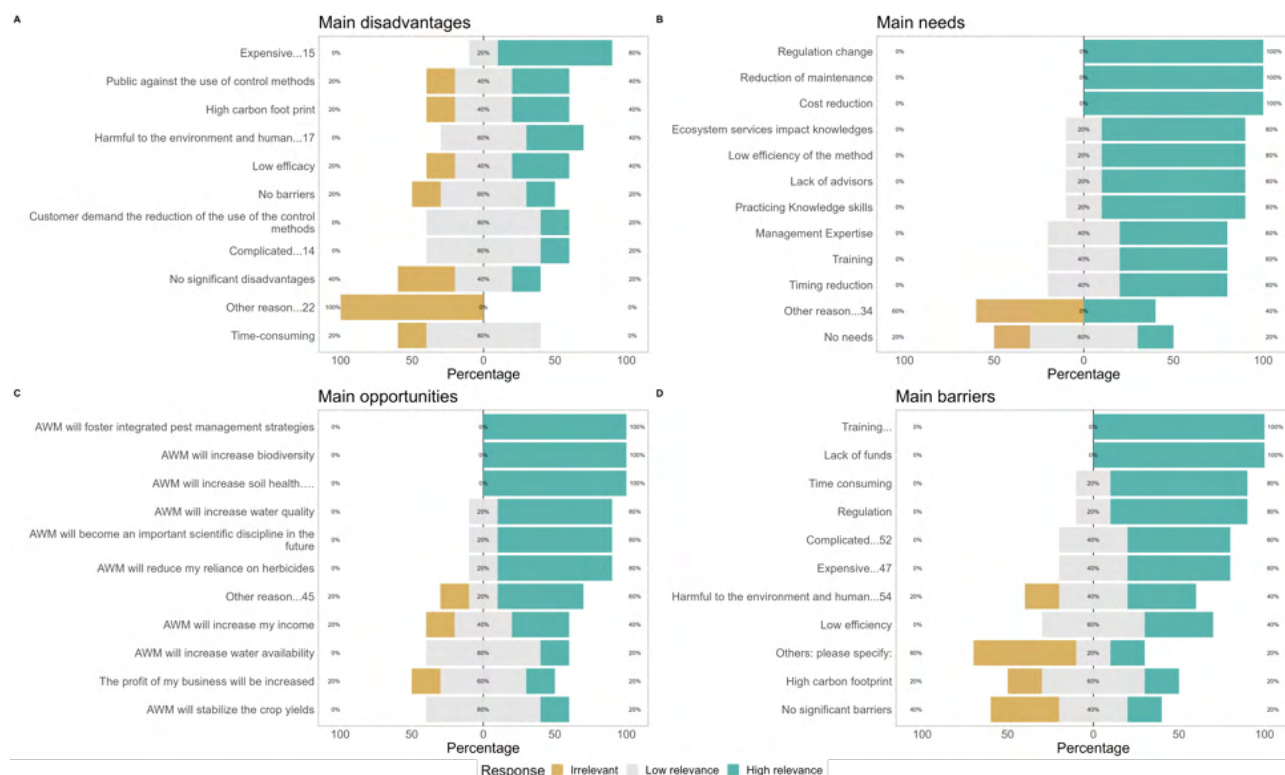 A
Main disadvantages
Expensive...15
0%
20%
80%
Public against the use of control methods
20%
40%
40%
High carbon foot print
20%
40%
40%
Harmful to the environment and human...17
0%
60%
40%
Low efficacy
20%
40%
40%
No barriers
20%
60%
20%
Customer demand the reduction of the use of the control
methods
0%
80%
20%
Complicated...14
0%
80%
20%
No significant disadvantages
40%
40%
20%
Other reason...22
100%
0%
0%
Time-consuming
20%
80%
0%
100 50 0 50 100
Percentage
B
Main needs
Regulation change
0%
0%
100%
Reduction of maintenance
0%
0%
100%
Cost reduction
0%
0%
100%
Ecosystem services impact knowledges
0%
20%
80%
Low efficiency of the method
0%
20%
80%
Lack of advisors
0%
20%
80%
Practicing Knowledge skills
0%
20%
80%
Management Expertise
0%
40%
60%
Training
0%
40%
60%
Timing reduction
0%
40%
60%
Other reason...34
60%
0%
40%
No needs
20%
60%
20%
100 50 0 50 100
Percentage
C
Main opportunities
AWM will foster integrated pest management strategies
0%
0%
100%
AWM will increase biodiversity
0%
0%
100%
AWM will increase soil health....
0%
0%
100%
AWM will increase water quality
0%
20%
80%
AWM will become an important scientific discipline in the
future
0%
20%
80%
AWM will reduce my reliance on herbicides
0%
20%
80%
Other reason...45
20%
20%
60%
AWM will increase my income
20%
40%
40%
AWM will increase water availability
0%
80%
20%
The profit of my business will be increased
20%
60%
20%
AWM will stabilize the crop yields
0%
80%
20%
100 50 0 50 100
Percentage
D
Main barriers
Training...
0%
0%
100%
Lack of funds
0%
0%
100%
Time consuming
0%
20%
80%
Regulation
0%
20%
80%
Complicated...52
0%
40%
60%
Expensive...47
0%
40%
60%
Harmful to the environment and human...54
20%
40%
40%
Low efficiency
0%
60%
40%
Others: please specify:
60%
20%
20%
High carbon footprint
20%
60%
20%
No significant barriers
40%
40%
20%
100 50 0 50 100
Percentage
Response Irrelevant Low relevance High relevance